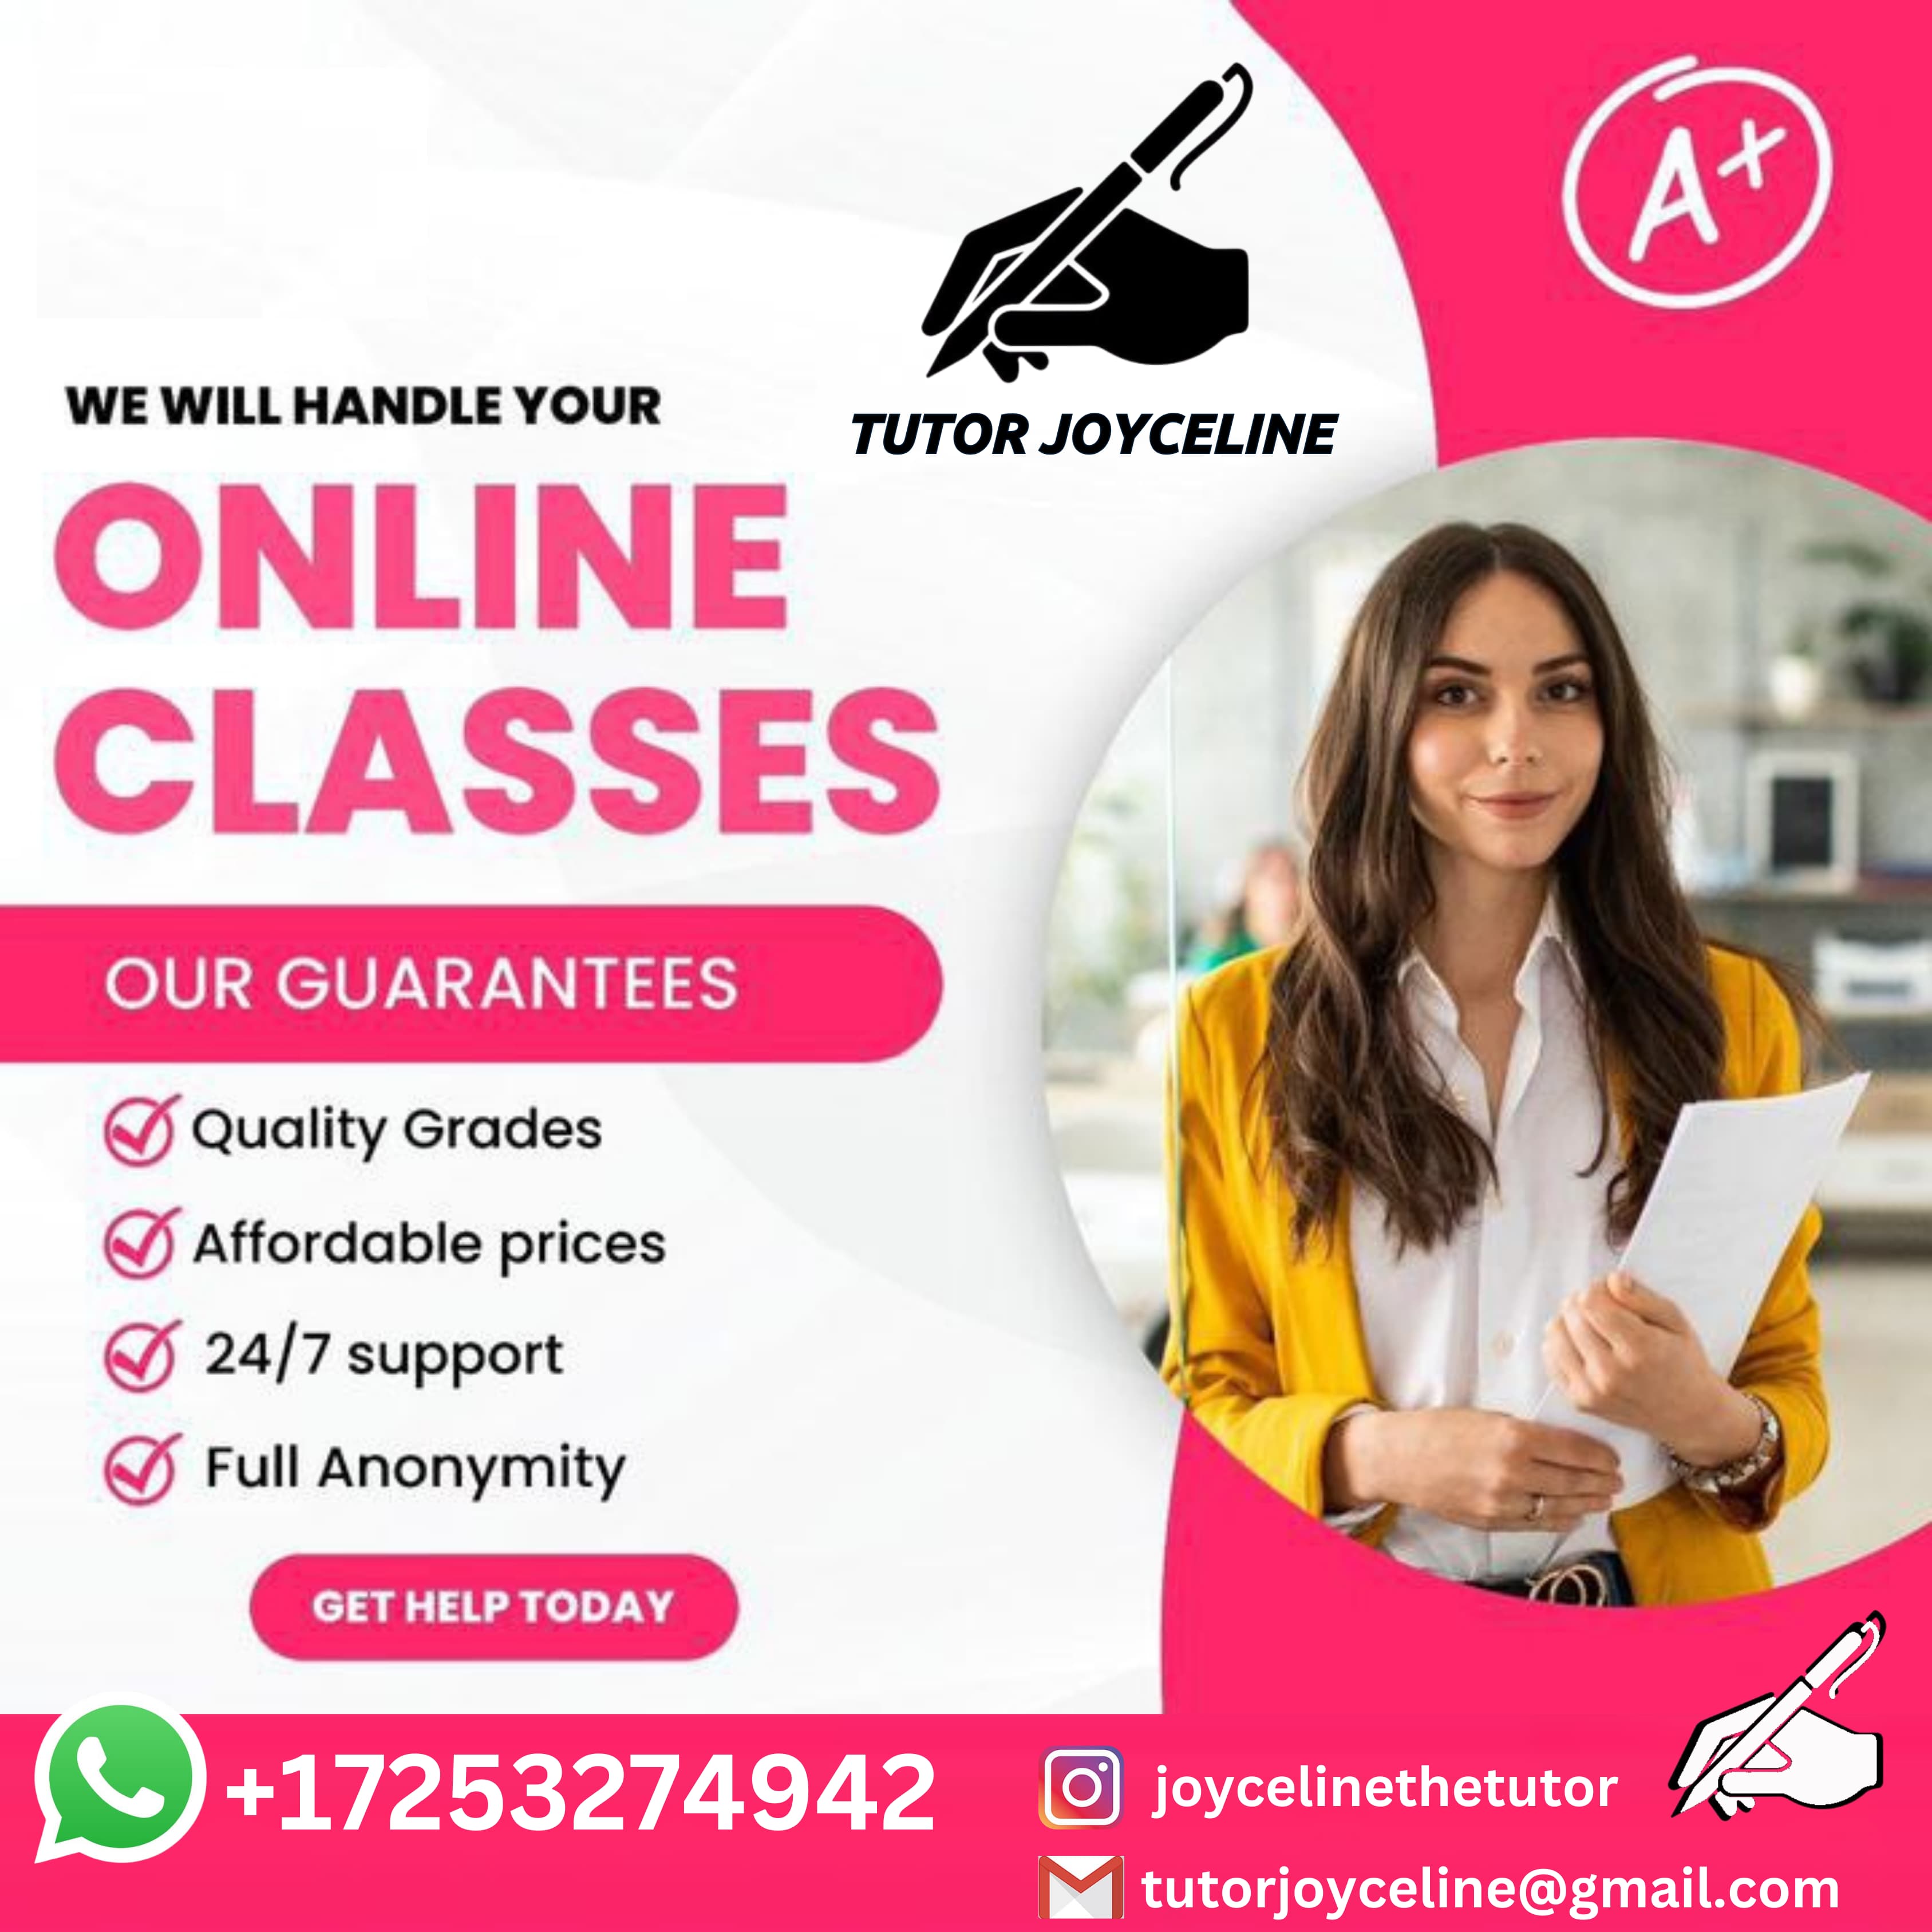 A+
TUTOR JOYCELINE
WE WILL HANDLE YOUR
ONLINE
CLASSES
OUR GUARANTEES
Quality Grades
Affordable prices
24/7 support
Full Anonymity
GET HELP TODAY
+17253274942
joycelinethetutor
tutorjoyceline@gmail.com